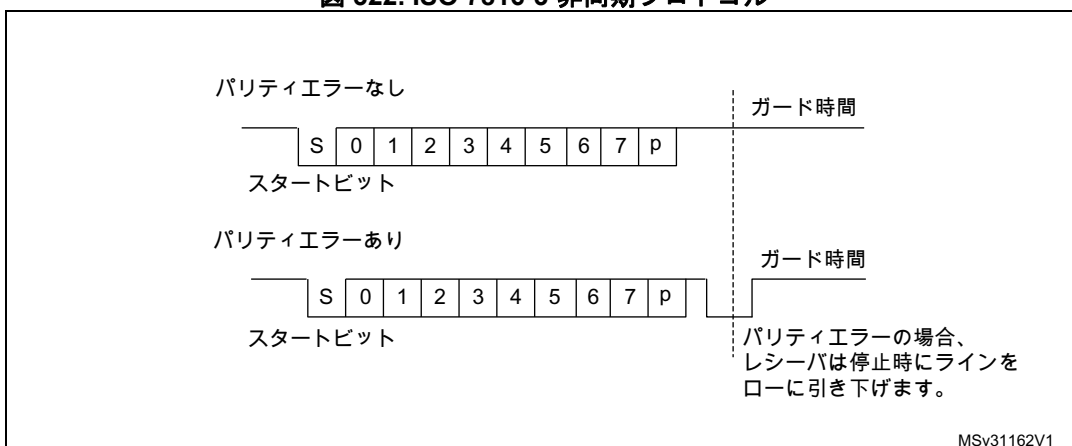 パリティエラーなし
ガード時間
S 0 1 2 3 4 5 6 7 p
スタートビット
パリティエラーあり
ガード時間
S 0 1 2 3 4 5 6 7 p
スタートビット
パリティエラーの場合、
レシーバは停止時にラインを
ローに引き下げます。
MSv31162V1